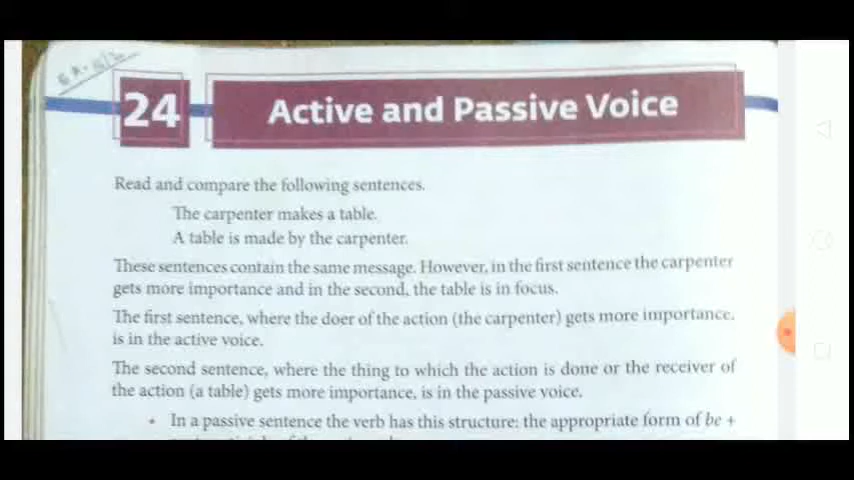 24
Active and Passive Voice
Read and compare the following sentences.
The carpenter makes a table.
A table is made by the carpenter.
These sentences contain the same message. However, in the first sentence the carpenter
gets more importance and in the second, the table is in focus.
The first sentence, where the doer of the action (the carpenter) gets more importance,
is in the active voice.
The second sentence, where the thing to which the action is done or the receiver of
the action (a table) gets more importance, is in the passive voice.
• In a passive sentence the verb has this structure: the appropriate form of be +